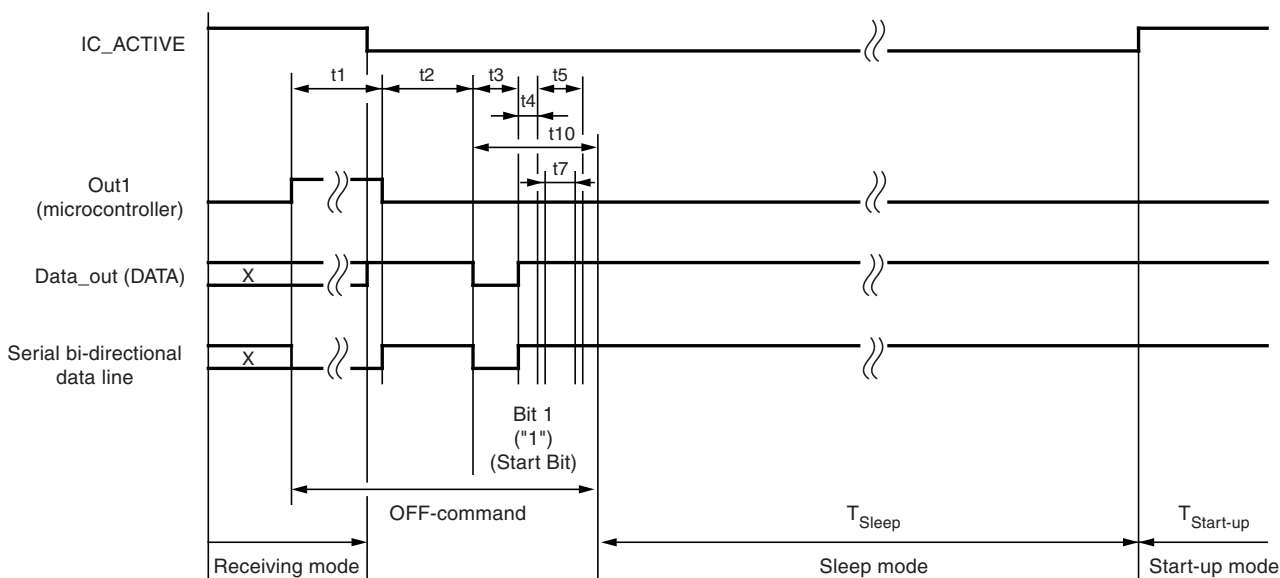 IC_ACTIVE
t1
t2
t3
t5
t4
t10
t7
Out1
(microcontroller)
Data_out (DATA)
X
Serial bi-directional
data line
X
Bit 1
("1")
(Start Bit)
OFF-command
TSleep
TStart-up
Receiving mode
Sleep mode
Start-up mode